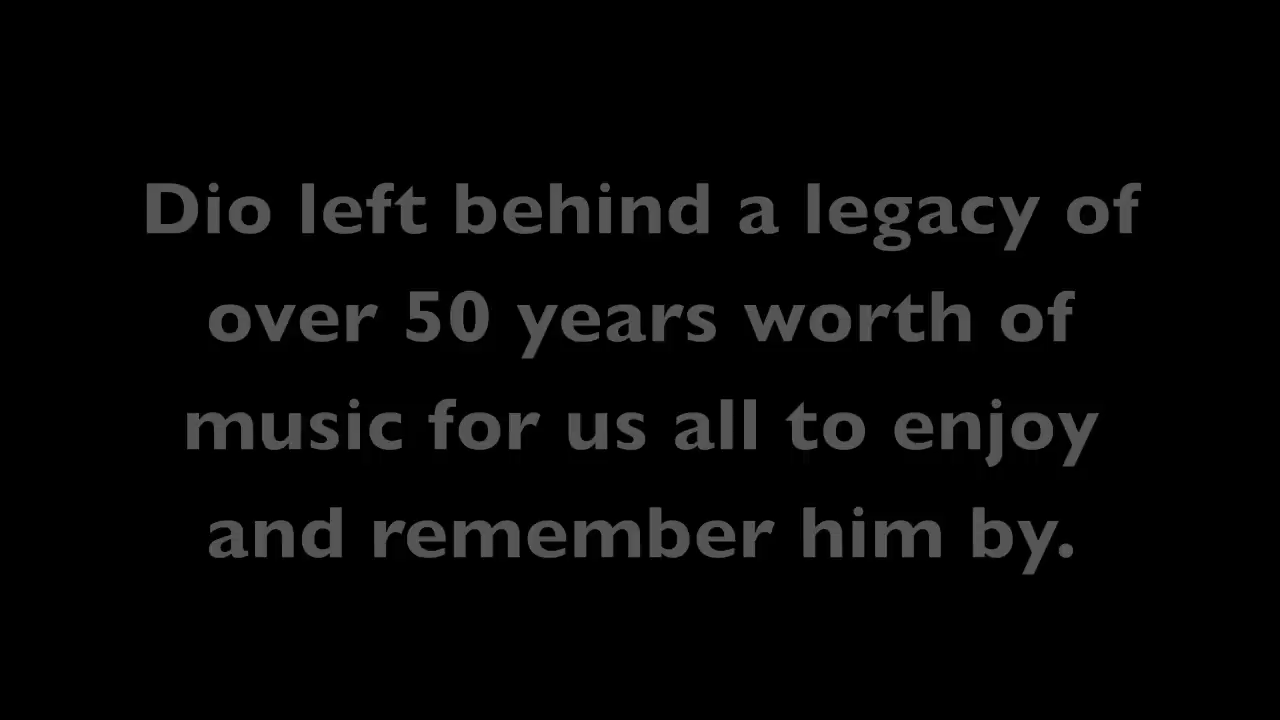 Dio left behind a legacy of
over 50 years worth of
music for us all to enjoy
and remember him by.